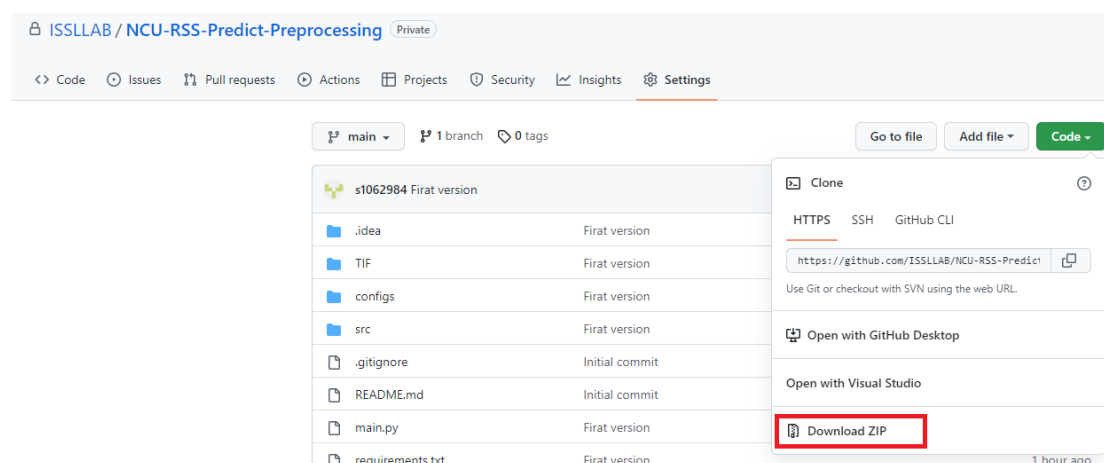 ISSLLAB / NCU-RSS-Predict-Preprocessing Private
<> Code Issues Pull requests Actions Projects Security Insights Settings
main 1 branch 0 tags Go to file Add file Code
s1062984 Firat version
.idea Firat version
TIF Firat version
configs Firat version
src Firat version
.gitignore Initial commit
README.md Initial commit
main.py Firat version
requirements.txt Firat version 1 hour ago
Clone
HTTPS SSH GitHub CLI
https://github.com/ISSLLAB/NCU-RSS-Predict
Use Git or checkout with SVN using the web URL.
Open with GitHub Desktop
Open with Visual Studio
Download ZIP